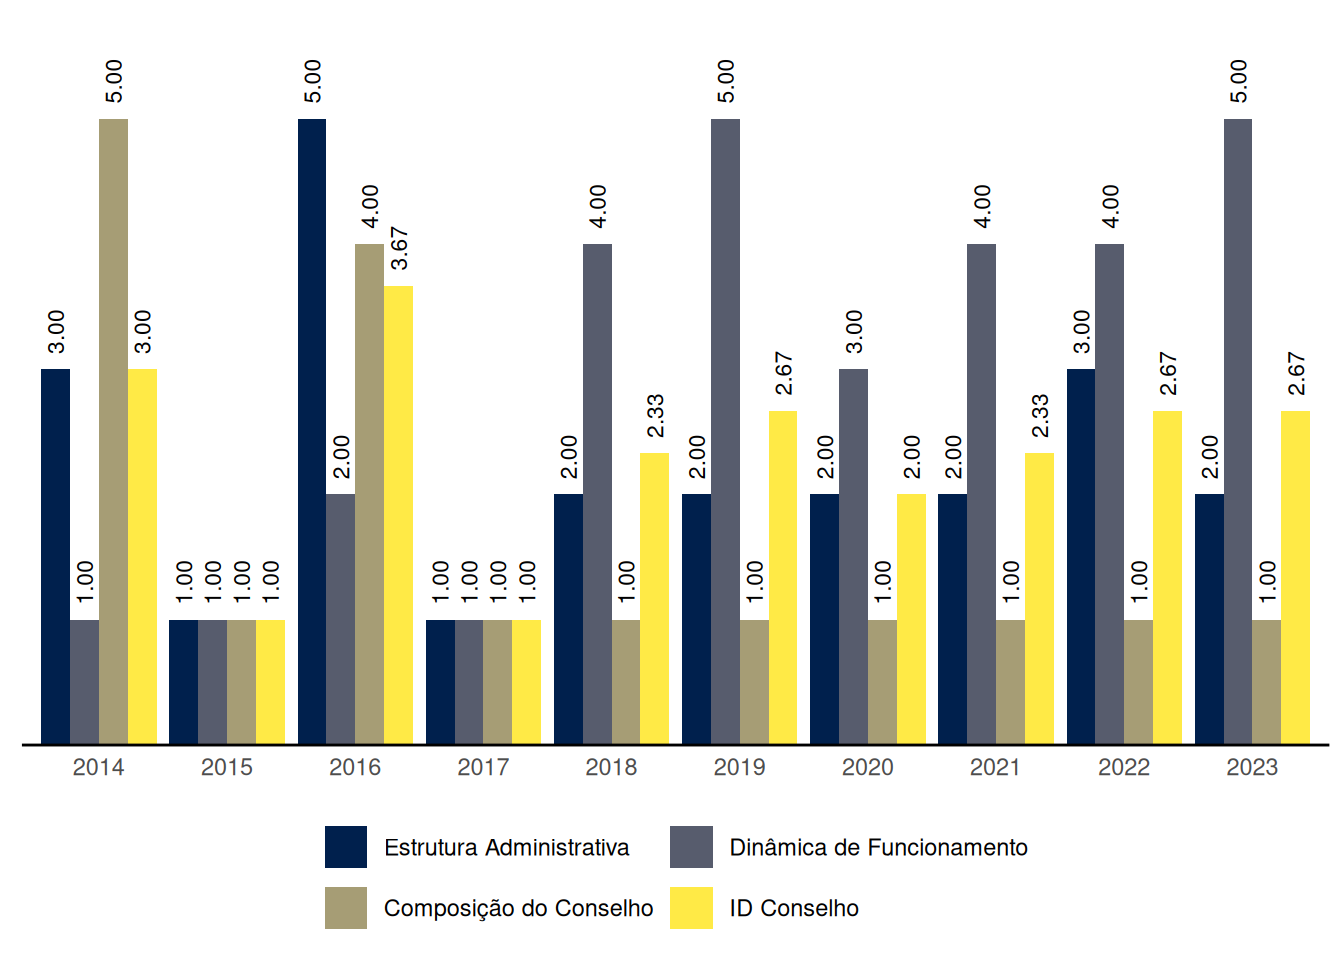 3.00 1.00 5.00 3.00
1.00 1.00 1.00 1.00
5.00 2.00 4.00 3.67
1.00 1.00 1.00 1.00
2.00 4.00 1.00 2.33
2.00 5.00 1.00 2.67
2.00 3.00 1.00 2.00
2.00 4.00 1.00 2.33
3.00 4.00 1.00 2.67
2.00 5.00 1.00 2.67
2014 2015 2016 2017 2018 2019 2020 2021 2022 2023
Estrutura Administrativa Dinâmica de Funcionamento
Composição do Conselho ID Conselho